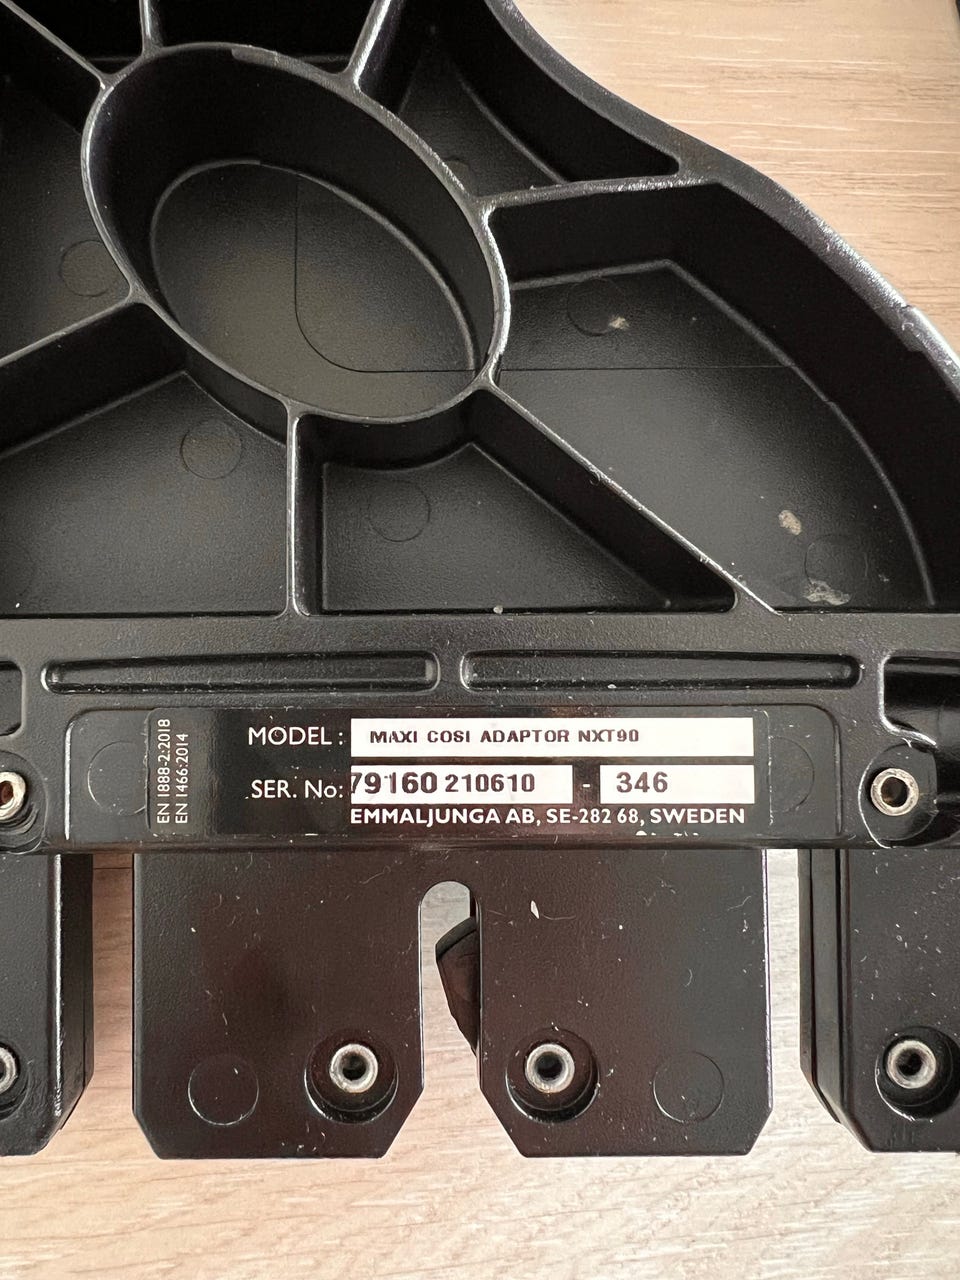 EN 1888-2:2018
EN 1466:2014
MODEL : MAXI COSI ADAPTOR NXT90
SER. No: 79160 210610 - 346
EMMALJUNGA AB, SE-282 68, SWEDEN